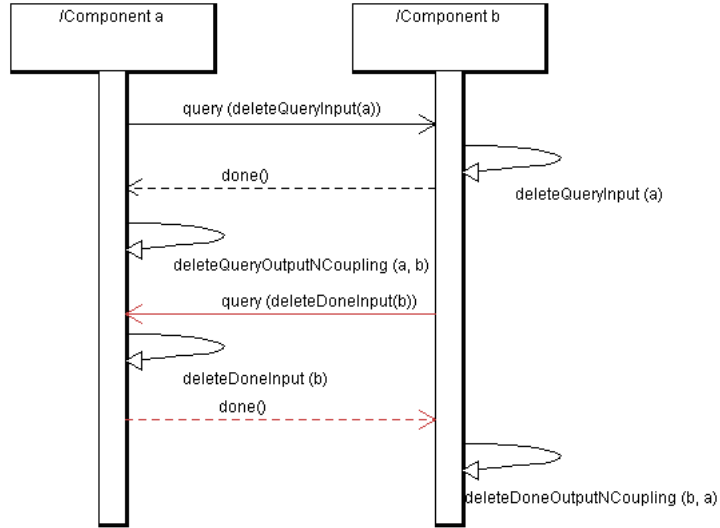 /Component a
/Component b
query (deleteQueryInput(a))
done()
deleteQueryInput (a)
deleteQueryOutputNCoupling (a, b)
query (deleteDoneInput(b))
deleteDoneInput (b)
done()
deleteDoneOutputNCoupling (b, a)